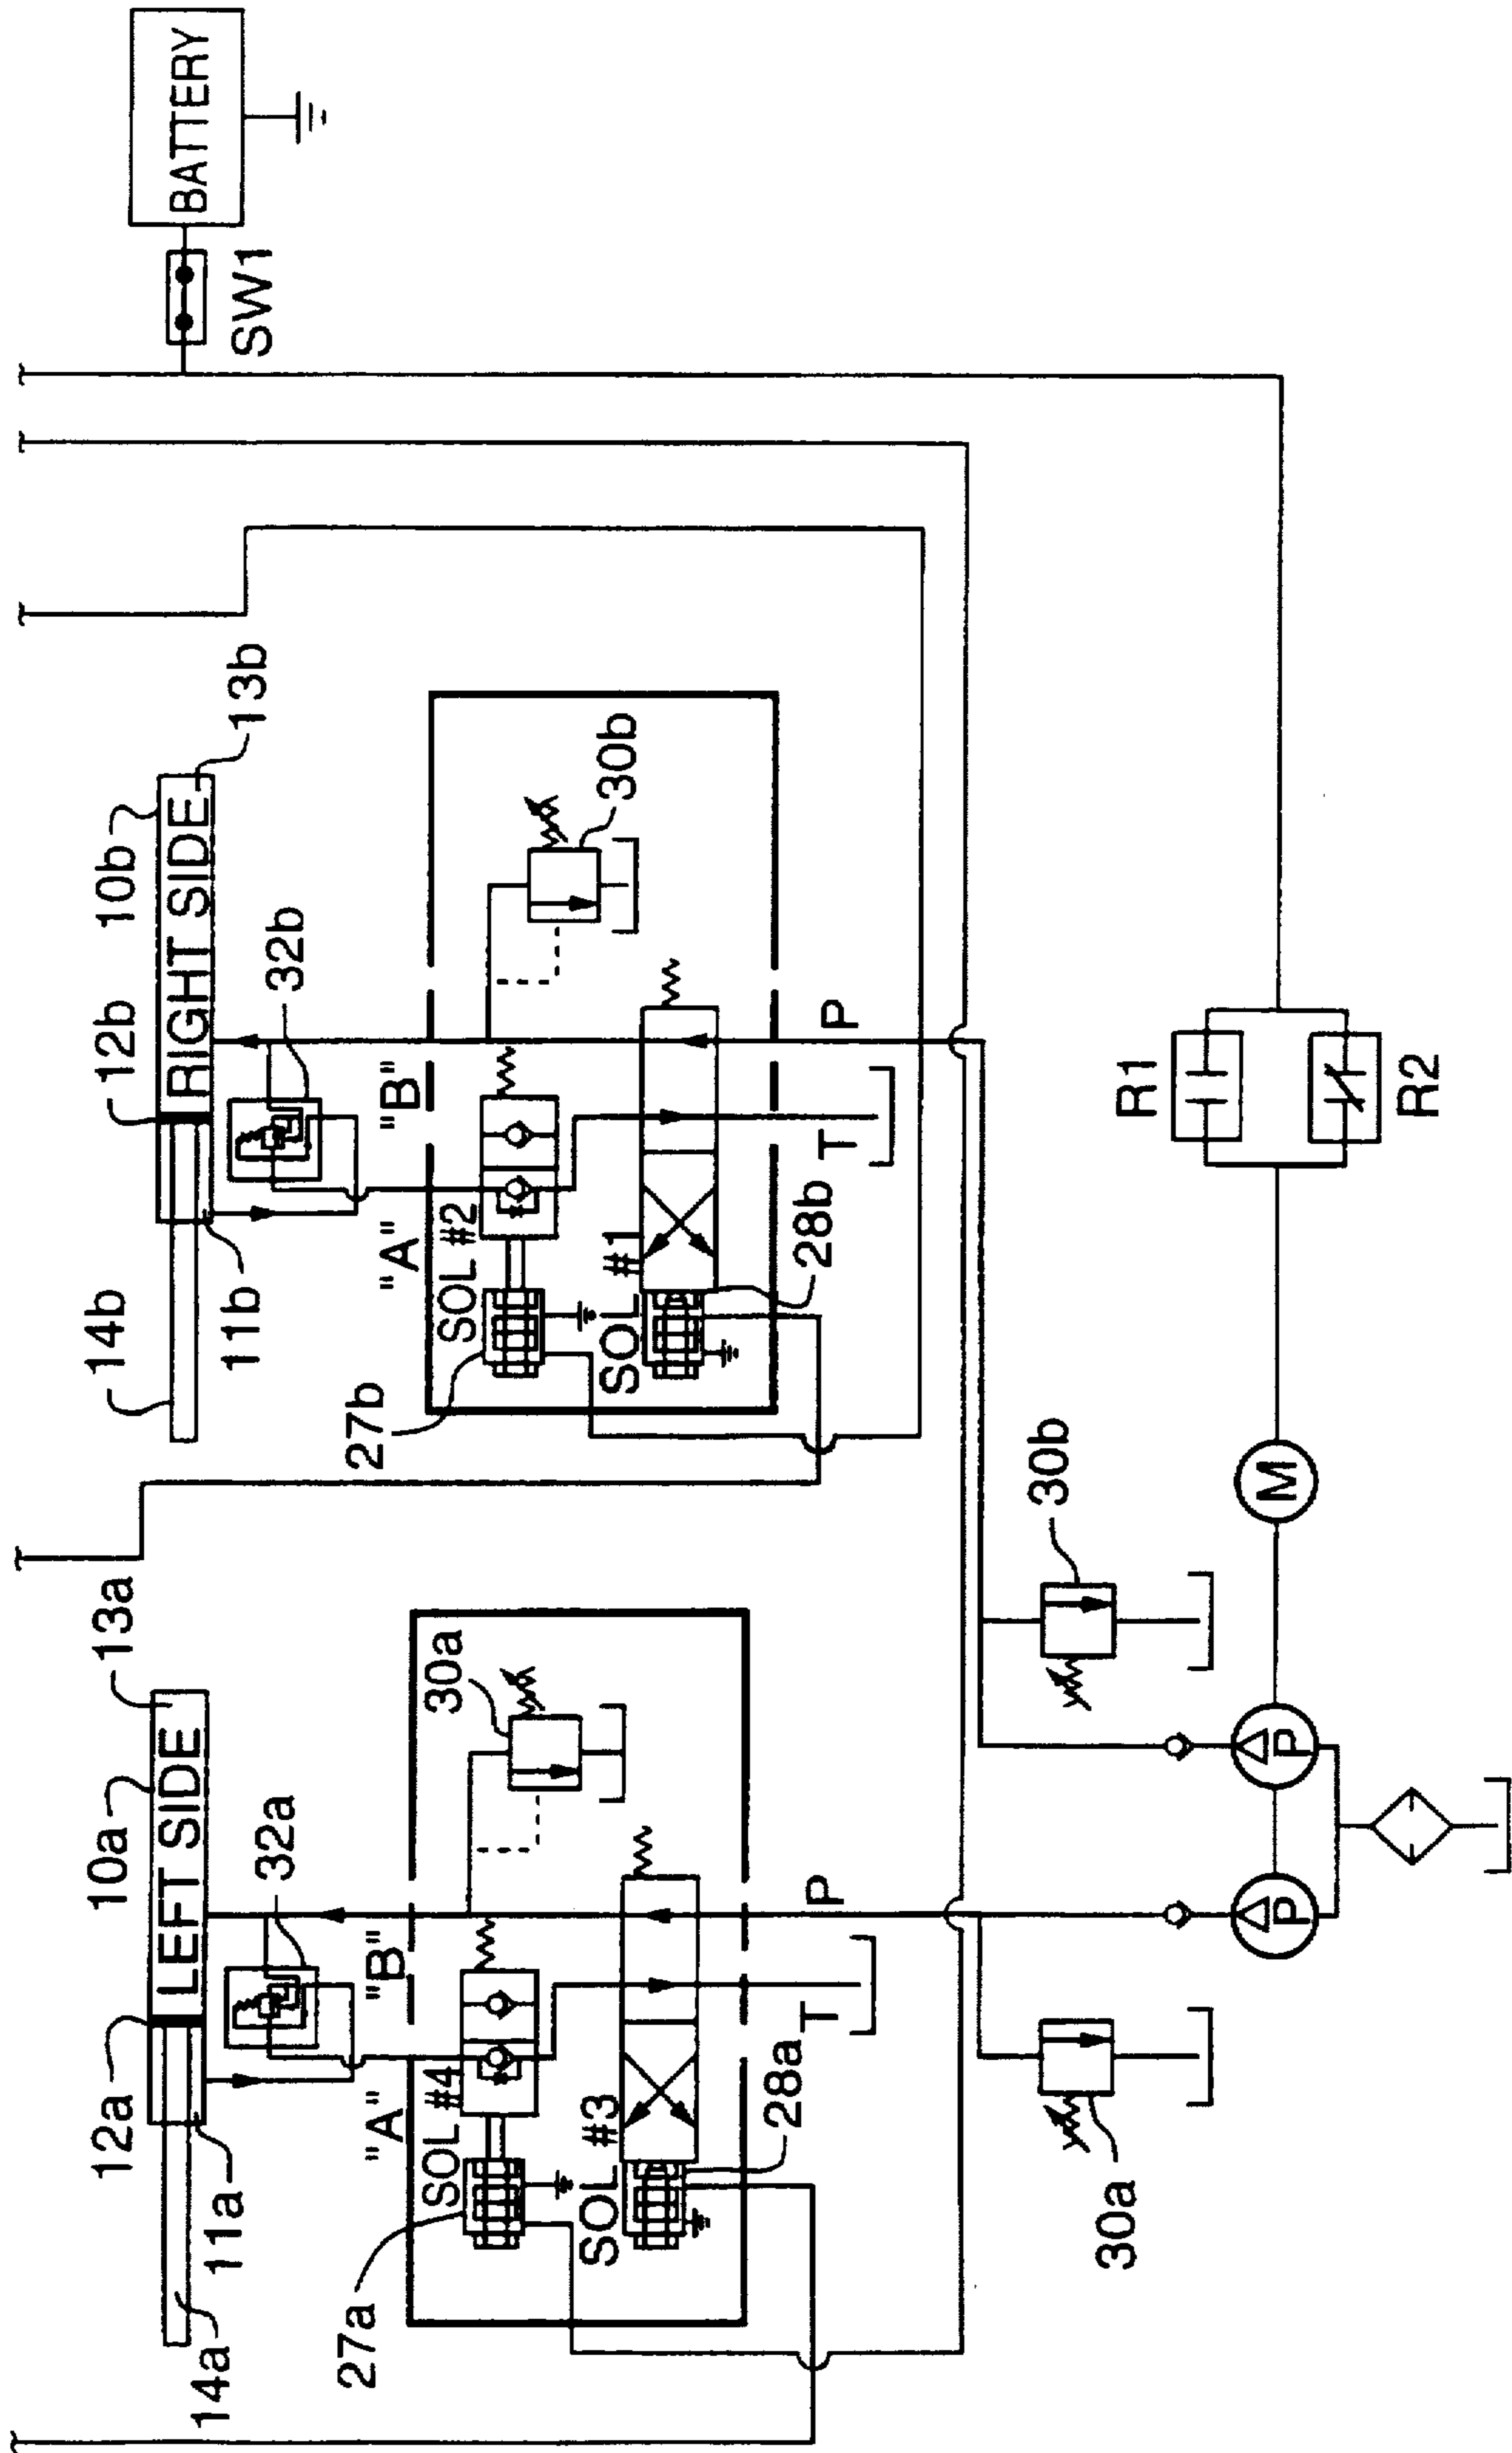 BATTERY
SW1
10a
12a
13a
LEFT SIDE
14a
11a
32a
10b
12b
13b
RIGHT SIDE
14b
11b
32b
"A"
"B"
SOL #4
27a
30a
SOL #3
28a
P
T
"A"
"B"
SOL #2
27b
30b
SOL #1
28b
P
T
30a
30b
P
P
M
R1
R2